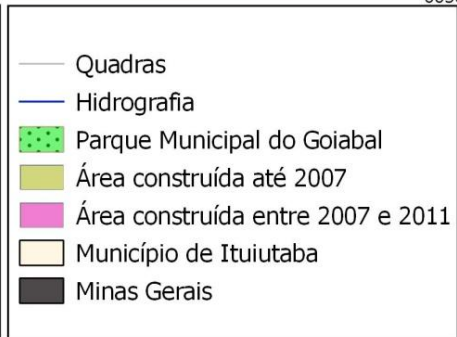 Quadras
Hidrografia
Parque Municipal do Goiabal
Área construída até 2007
Área construída entre 2007 e 2011
Município de Ituiutaba
Minas Gerais